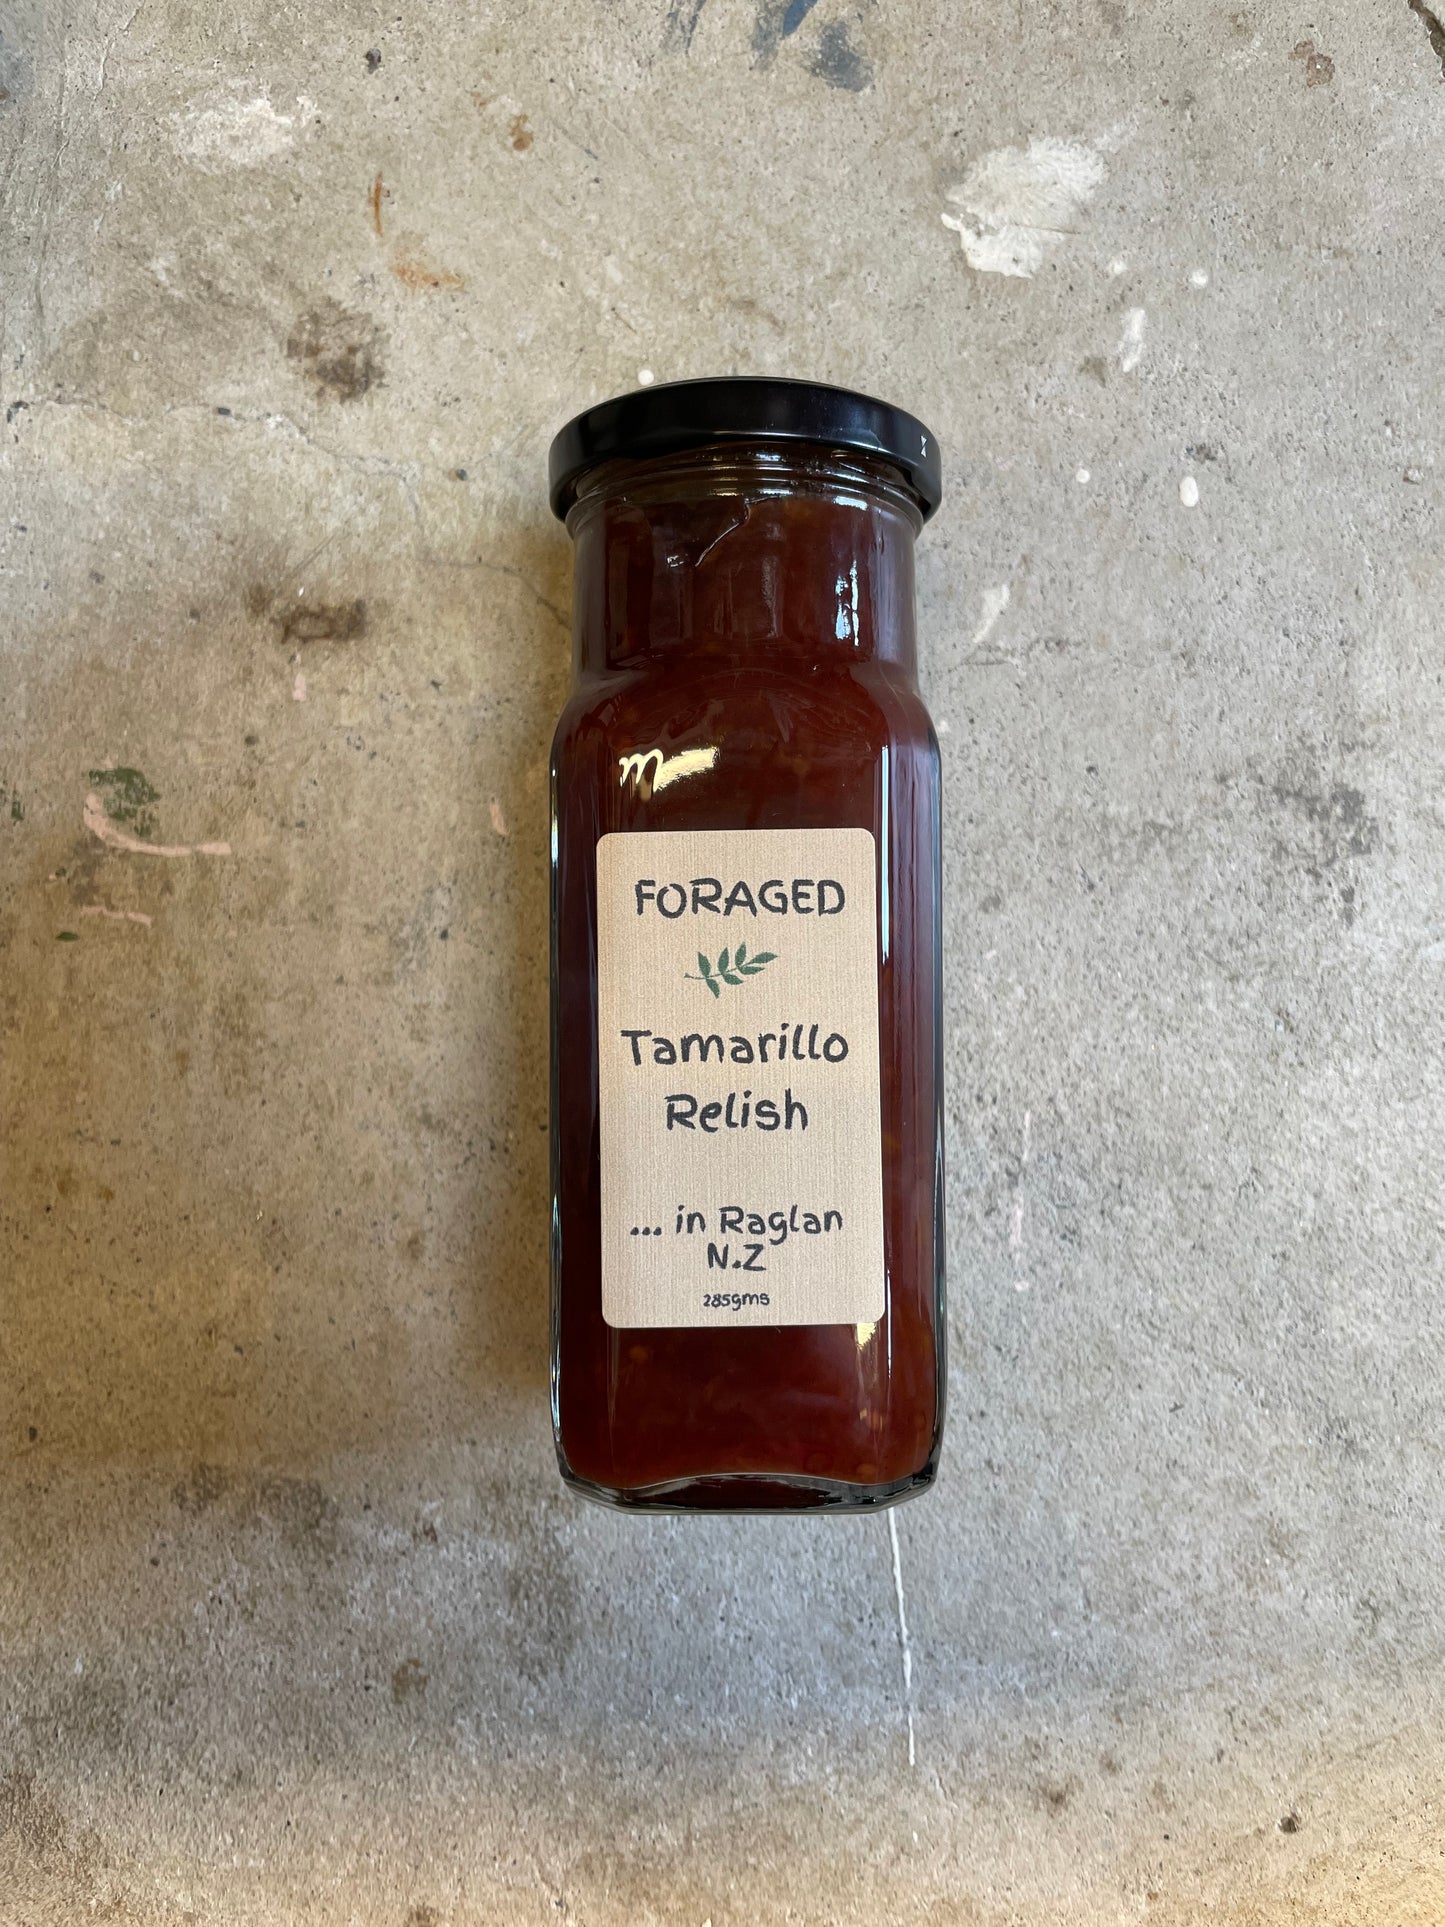 FORAGED
Tamarillo
Relish
... in Raglan
N.Z
285gms